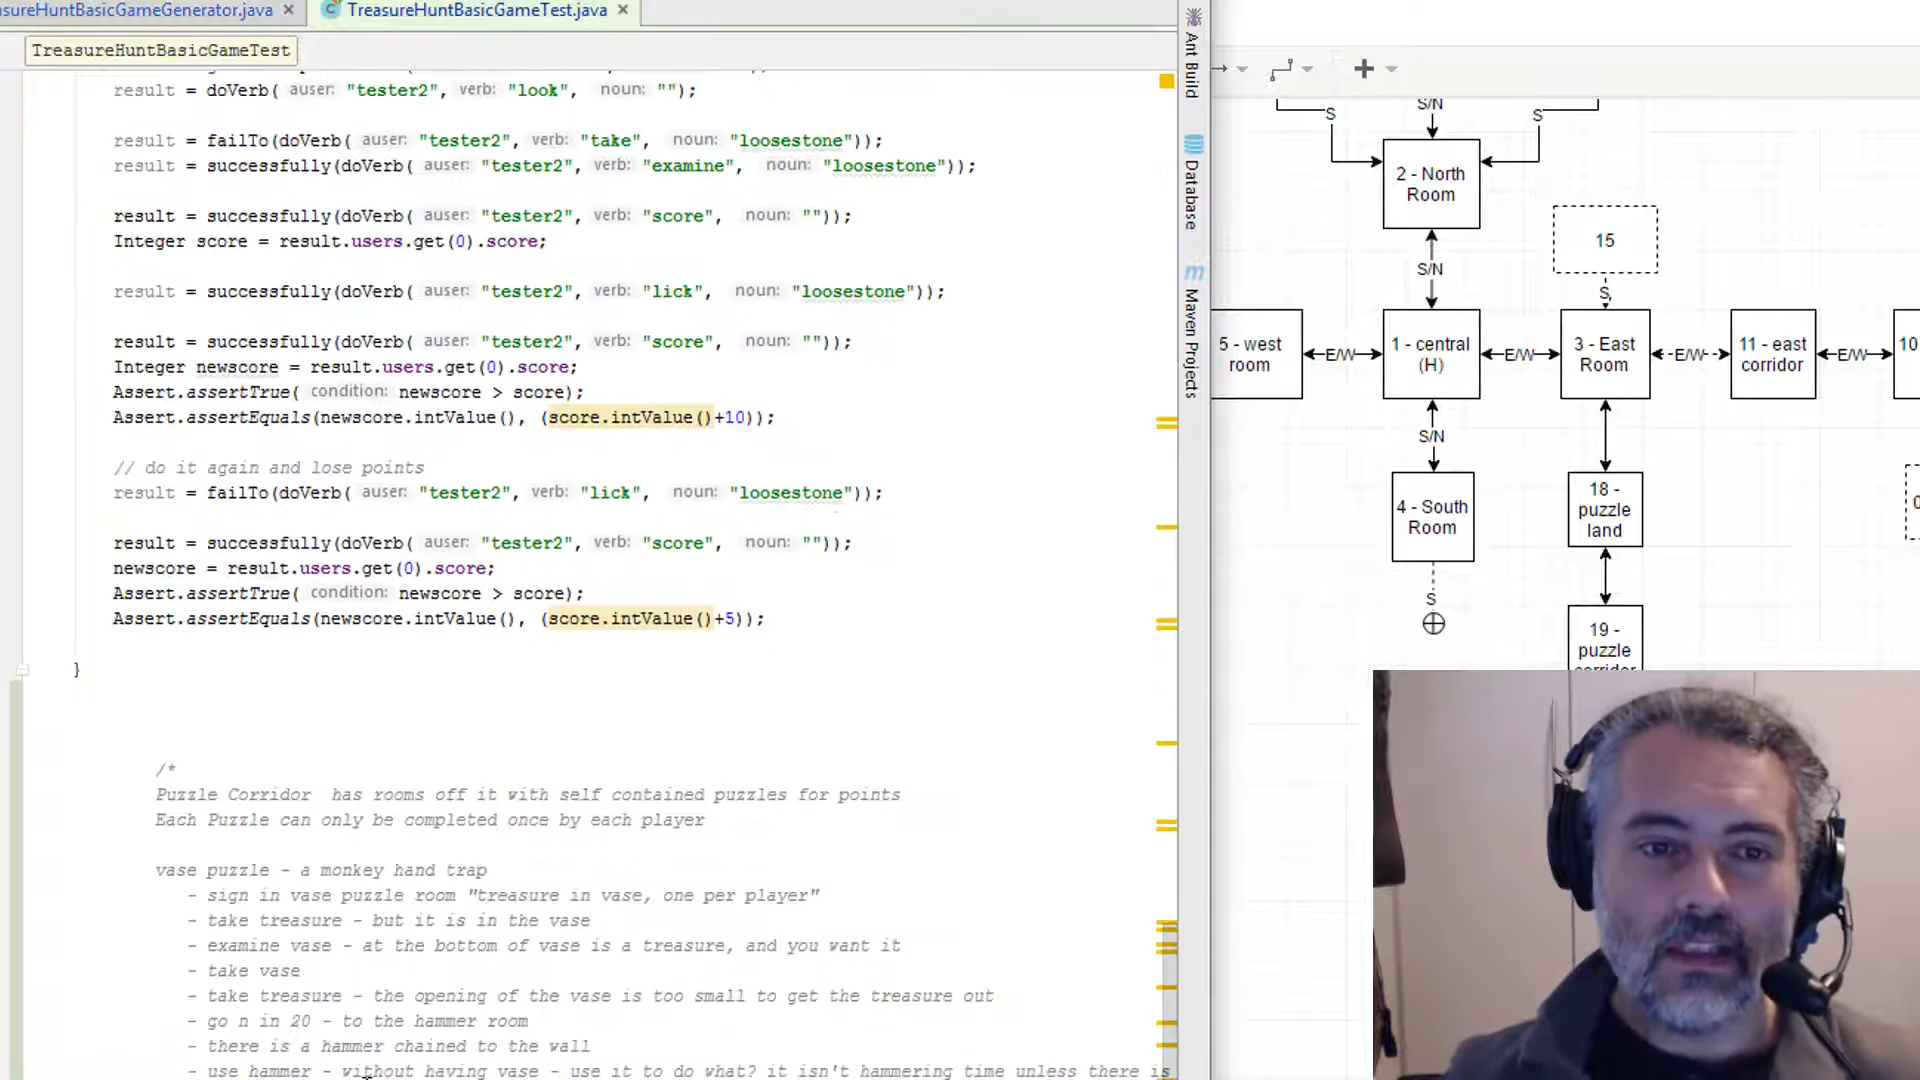 sureHuntBasicGameGenerator.java
TreasureHuntBasicGameTest.java
TreasureHuntBasicGameTest
result = doVerb( auser: "tester2", verb: "look", noun: "");
result = failTo(doVerb( auser: "tester2", verb: "take", noun: "loosestone"));
result = successfully(doVerb( auser: "tester2", verb: "examine", noun: "loosestone"));
result = successfully(doVerb( auser: "tester2", verb: "score", noun: ""));
Integer score = result.users.get(0).score;
result = successfully(doVerb( auser: "tester2", verb: "lick", noun: "loosestone"));
result = successfully(doVerb( auser: "tester2", verb: "score", noun: ""));
Integer newscore = result.users.get(0).score;
Assert.assertTrue( condition: newscore > score);
Assert.assertEquals(newscore.intValue(), (score.intValue()+10));
// do it again and lose points
result = failTo(doVerb( auser: "tester2", verb: "lick", noun: "loosestone"));
result = successfully(doVerb( auser: "tester2", verb: "score", noun: ""));
newscore = result.users.get(0).score;
Assert.assertTrue( condition: newscore > score);
Assert.assertEquals(newscore.intValue(), (score.intValue()+5));
}
/*
Puzzle Corridor has rooms off it with self contained puzzles for points
Each Puzzle can only be completed once by each player
vase puzzle - a monkey hand trap
- sign in vase puzzle room "treasure in vase, one per player"
- take treasure - but it is in the vase
- examine vase - at the bottom of vase is a treasure, and you want it
- take vase
- take treasure - the opening of the vase is too small to get the treasure out
- go n in 20 - to the hammer room
- there is a hammer chained to the wall
- use hammer - without having vase - use it to do what? it isn't hammering time unless there is
Ant Build
Database
Maven Projects
S
S/N
S
2 - North
Room
15
S/N
S
5 - west
room
E/W
1 - central
(H)
E/W
3 - East
Room
E/W
11 - east
corridor
E/W
10
S/N
4 - South
Room
18 -
puzzle
land
S
19 -
puzzle
corridor